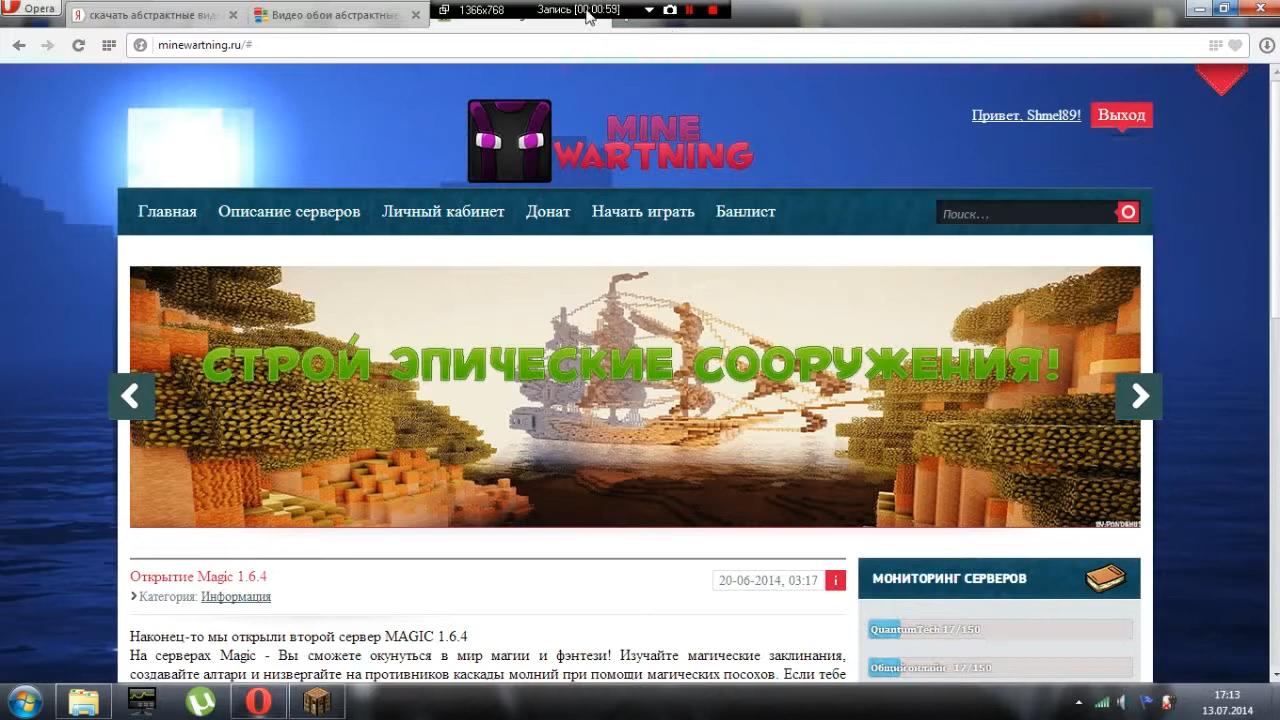 Opera
скачать абстрактные вид
Видео обои абстрактные
1366x768
Запись [00:00:59]
minewartning.ru/#
MINE
WARTNING
Привет, Shmel89!
Выход
Главная
Описание серверов
Личный кабинет
Донат
Начать играть
Банлист
Поиск...
СТРОЙ ЭПИЧЕСКИЕ СООРУЖЕНИЯ!
Открытие Magic 1.6.4
20-06-2014, 03:17
i
Категория: Информация
МОНИТОРИНГ СЕРВЕРОВ
QuantumTech 17/150
Общий онлайн - 17/150
Наконец-то мы открыли второй сервер MAGIC 1.6.4
На серверах Magic - Вы сможете окунуться в мир магии и фэнтези! Изучайте магические заклинания,
создавайте алтари и низвергайте на противников каскады молний при помощи магических посохов. Если тебе
17:13
13.07.2014